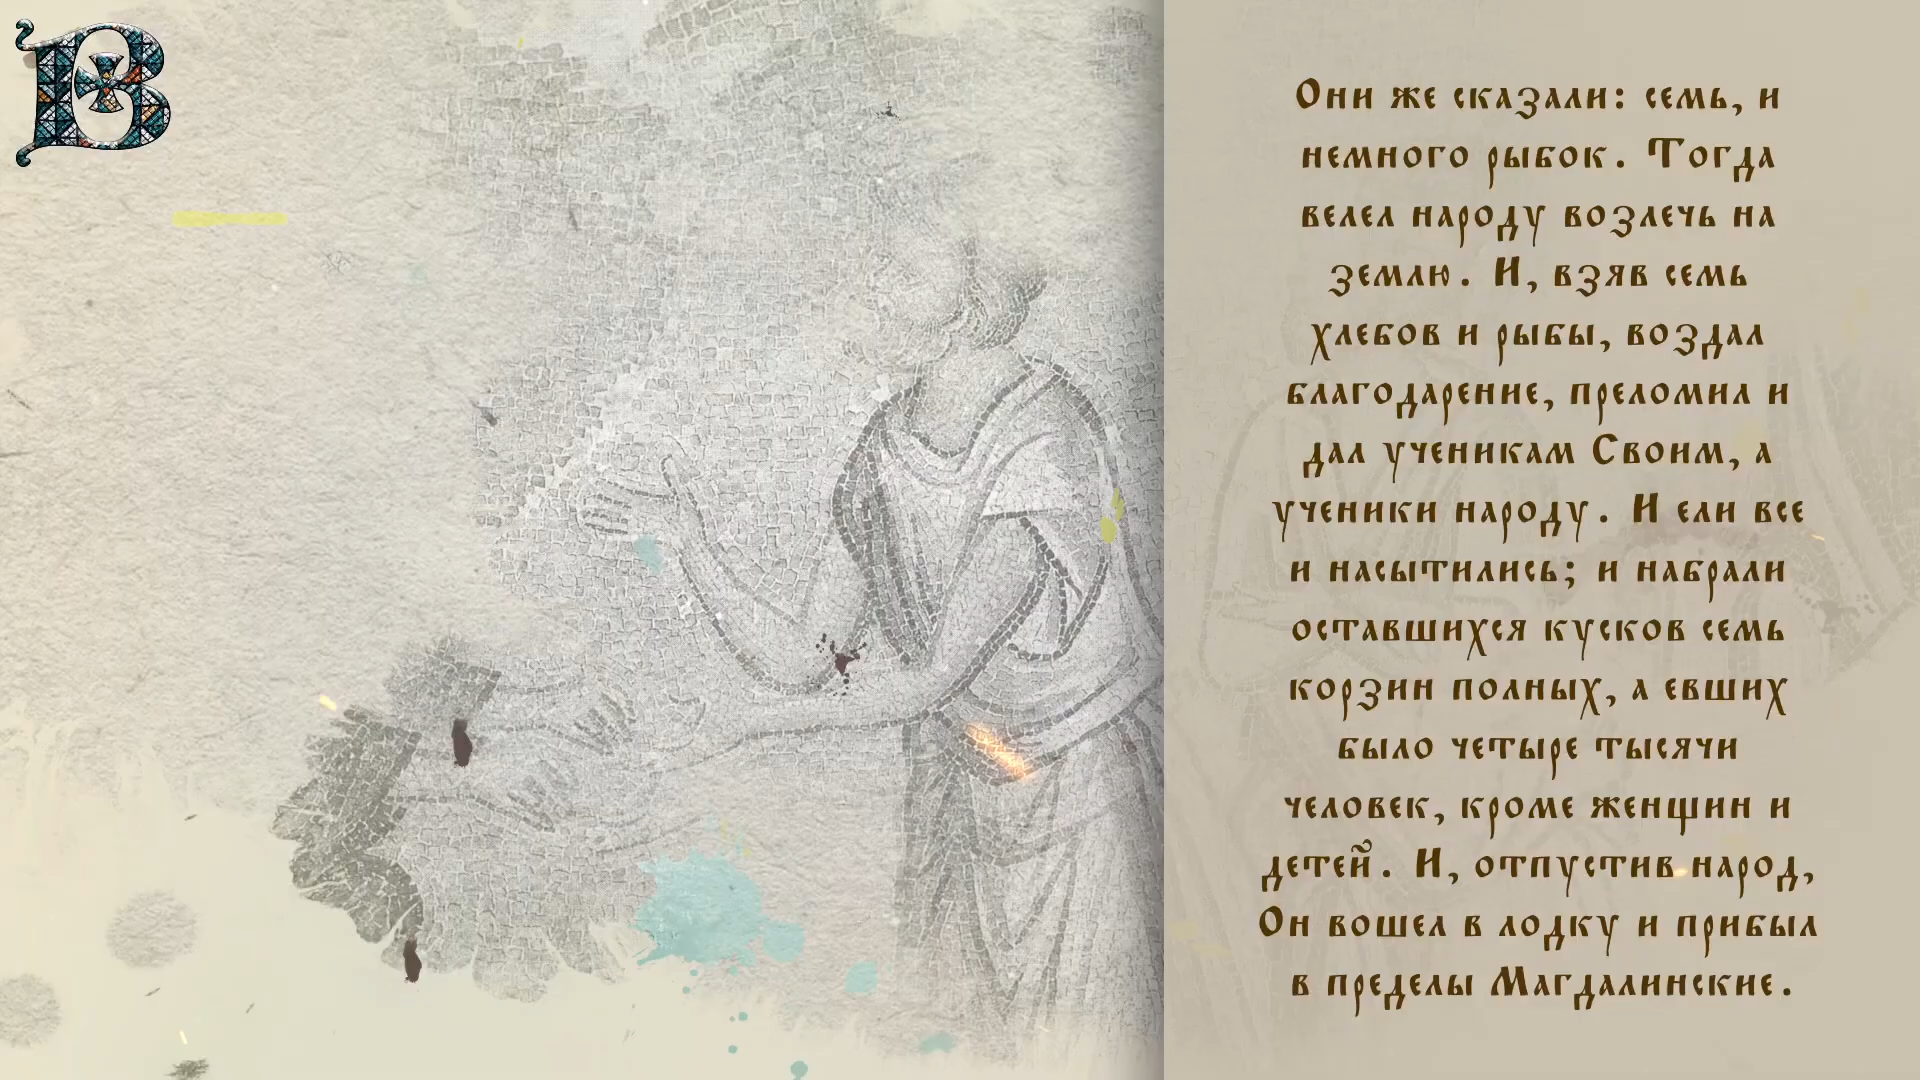 В
Они же сказали: семь, и
немного рыбок. Тогда
велел народу возлечь на
землю. И, взяв семь
хлебов и рыбы, воздал
благодарение, преломил и
дал ученикам Своим, а
ученики народу. И ели все
и насытились; и набрали
оставшихся кусков семь
корзин полных, а евших
было четыре тысячи
человек, кроме женщин и
детей. И, отпустив народ,
Он вошел в лодку и прибыл
в пределы Магдалинские.